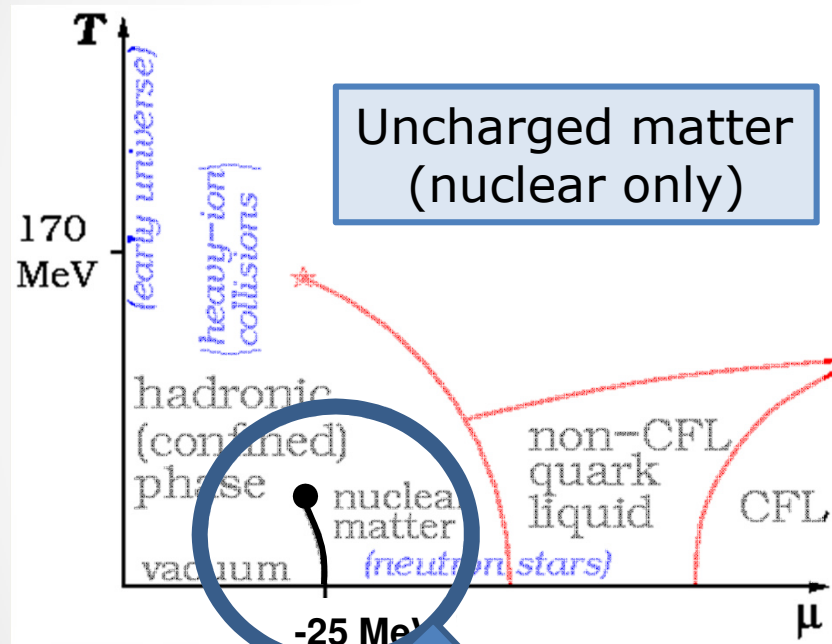 T
Uncharged matter
(nuclear only)
(early universe)
(heavy-ion
collisions)
170
MeV
hadronic
(confined)
phase
nuclear
matter
non-CFL
quark
liquid
CFL
vacuum
(neutron stars)
μ
-25 MeV